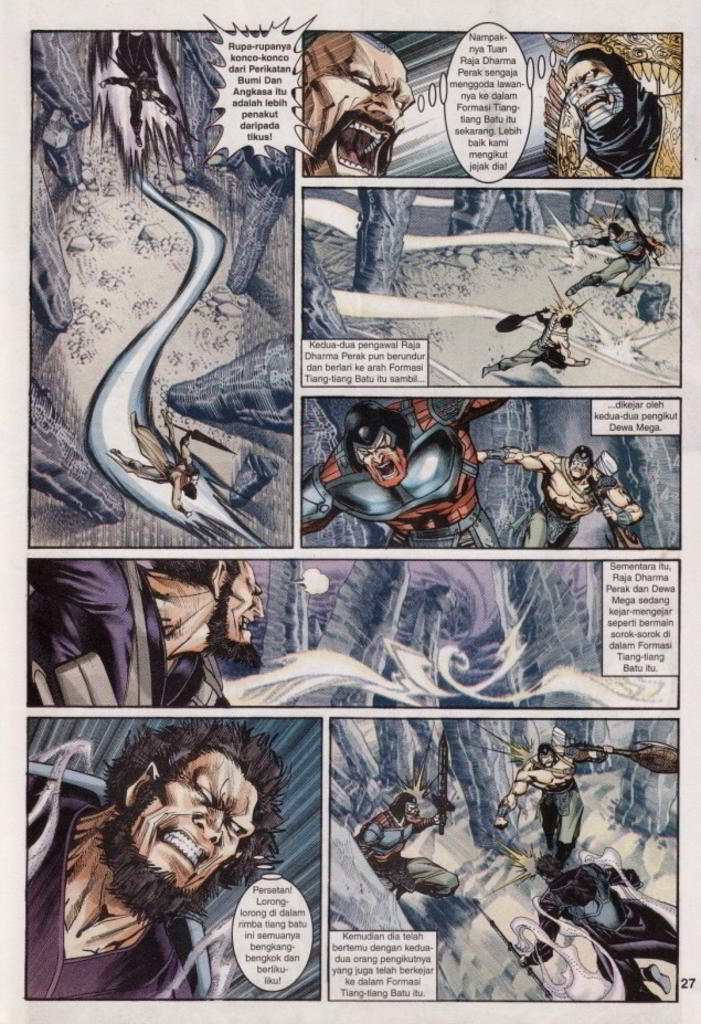 Rupa-rupanya
konco-konco
dari Perikatan
Bumi Dan
Angkasa itu
adalah lebih
penakut
daripada
tikus!
Nampak-
nya Tuan
Raja Dharma
Perak sengaja
menggoda lawan-
nya ke dalam
Formasi Tiang-
tiang Batu itu
sekarang. Lebih
baik kami
mengikut
jejak dia!
Kedua-dua pengawal Raja
Dharma Perak pun berundur
dan berlari ke arah Formasi
Tiang-tiang Batu itu sambil...
...dikejar oleh
kedua-dua pengikut
Dewa Mega.
Sementara itu,
Raja Dharma
Perak dan Dewa
Mega sedang
kejar-mengejar
seperti bermain
sorok-sorok di
dalam Formasi
Tiang-tiang
Batu itu.
Persetan!
Lorong-
lorong di dalam
rimba tiang batu
ini semuanya
bengkang-
bengkok dan
berliku-
liku!
Kemudian dia telah
bertemu dengan kedua-
dua orang pengikutnya
yang juga telah berkejar
ke dalam Formasi
Tiang-tiang Batu itu.
27